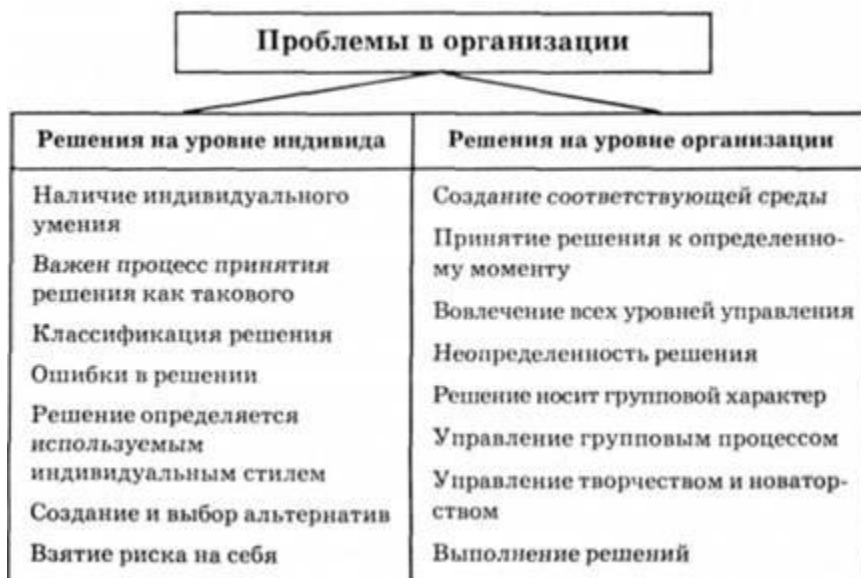 Проблемы в организации
Решения на уровне индивида
Наличие индивидуального
умения
Важен процесс принятия
решения как такового
Классификация решения
Ошибки в решении
Решение определяется
используемым
индивидуальным стилем
Создание и выбор альтернатив
Взятие риска на себя
Решения на уровне организации
Создание соответствующей среды
Принятие решения к определенно-
му моменту
Вовлечение всех уровней управления
Неопределенность решения
Решение носит групповой характер
Управление групповым процессом
Управление творчеством и новатор-
ством
Выполнение решений